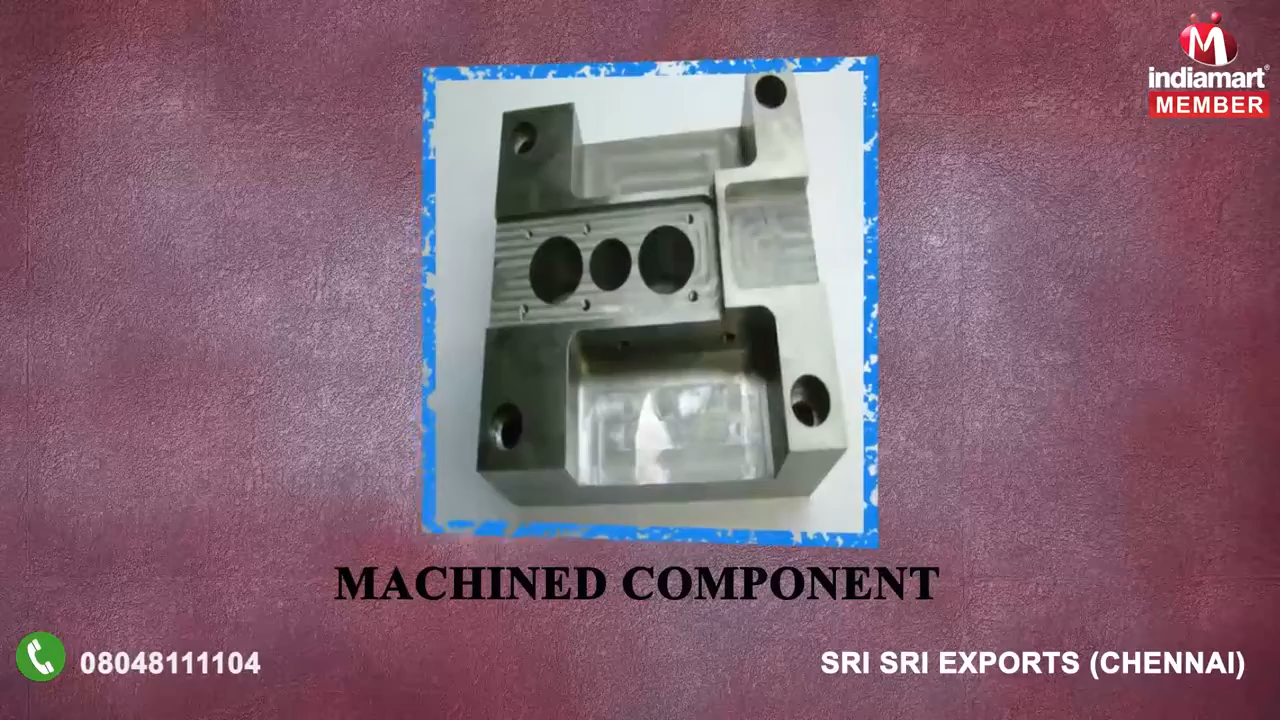 indiamart®
MEMBER
MACHINED COMPONENT
08048111104
SRI SRI EXPORTS (CHENNAI)